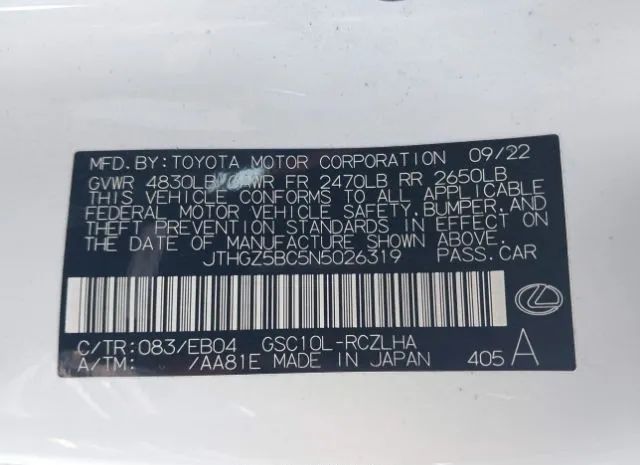 MFD. BY: TOYOTA MOTOR CORPORATION 09/22
GVWR 4830LB GAWR FR 2470LB RR 2650LB
THIS VEHICLE CONFORMS TO ALL APPLICABLE
FEDERAL MOTOR VEHICLE SAFETY, BUMPER, AND
THEFT PREVENTION STANDARDS IN EFFECT ON
THE DATE OF MANUFACTURE SHOWN ABOVE.
JTHGZ5BC5N5026319 PASS. CAR
C/TR: 083/EB04 GSC10L-RCZLHA
A/TM: /AA81E MADE IN JAPAN 405 A